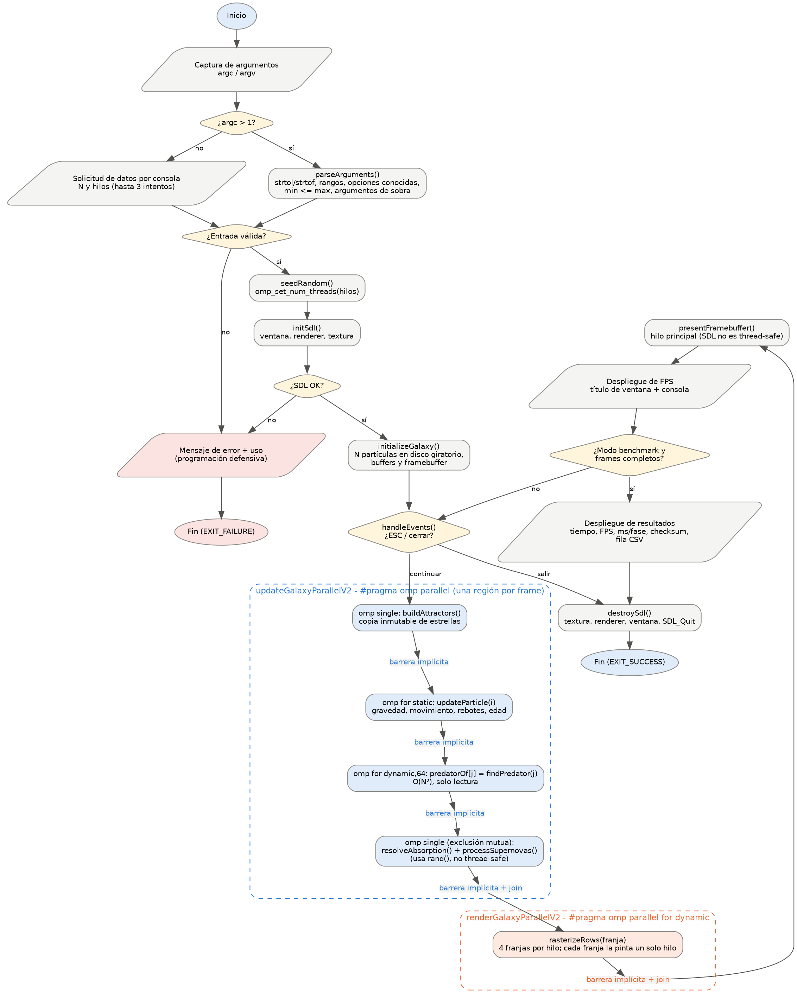 Inicio
Captura de argumentos
argc / argv
¿argc > 1?
no
sí
Solicitud de datos por consola
N y hilos (hasta 3 intentos)
parseArguments()
strtol/strtof, rangos, opciones conocidas,
min <= max, argumentos de sobra
¿Entrada válida?
sí
no
seedRandom()
omp_set_num_threads(hilos)
initSdl()
ventana, renderer, textura
¿SDL OK?
no
sí
Mensaje de error + uso
(programación defensiva)
Fin (EXIT_FAILURE)
initializeGalaxy()
N partículas en disco giratorio,
buffers y framebuffer
handleEvents()
¿ESC / cerrar?
continuar
salir
updateGalaxyParallelV2 - #pragma omp parallel (una región por frame)
omp single: buildAttractors()
copia inmutable de estrellas
barrera implícita
omp for static: updateParticle(i)
gravedad, movimiento, rebotes, edad
barrera implícita
omp for dynamic,64: predatorOf[j] = findPredator(j)
O(N²), solo lectura
barrera implícita
omp single (exclusión mutua):
resolveAbsorption() + processSupernovas()
(usa rand(), no thread-safe)
barrera implícita + join
renderGalaxyParallelV2 - #pragma omp parallel for dynamic
rasterizeRows(franja)
4 franjas por hilo; cada franja la pinta un solo hilo
barrera implícita + join
presentFramebuffer()
hilo principal (SDL no es thread-safe)
Despliegue de FPS
título de ventana + consola
¿Modo benchmark y
frames completos?
no
sí
Despliegue de resultados
tiempo, FPS, ms/fase, checksum,
fila CSV
destroySdl()
textura, renderer, ventana, SDL_Quit
Fin (EXIT_SUCCESS)